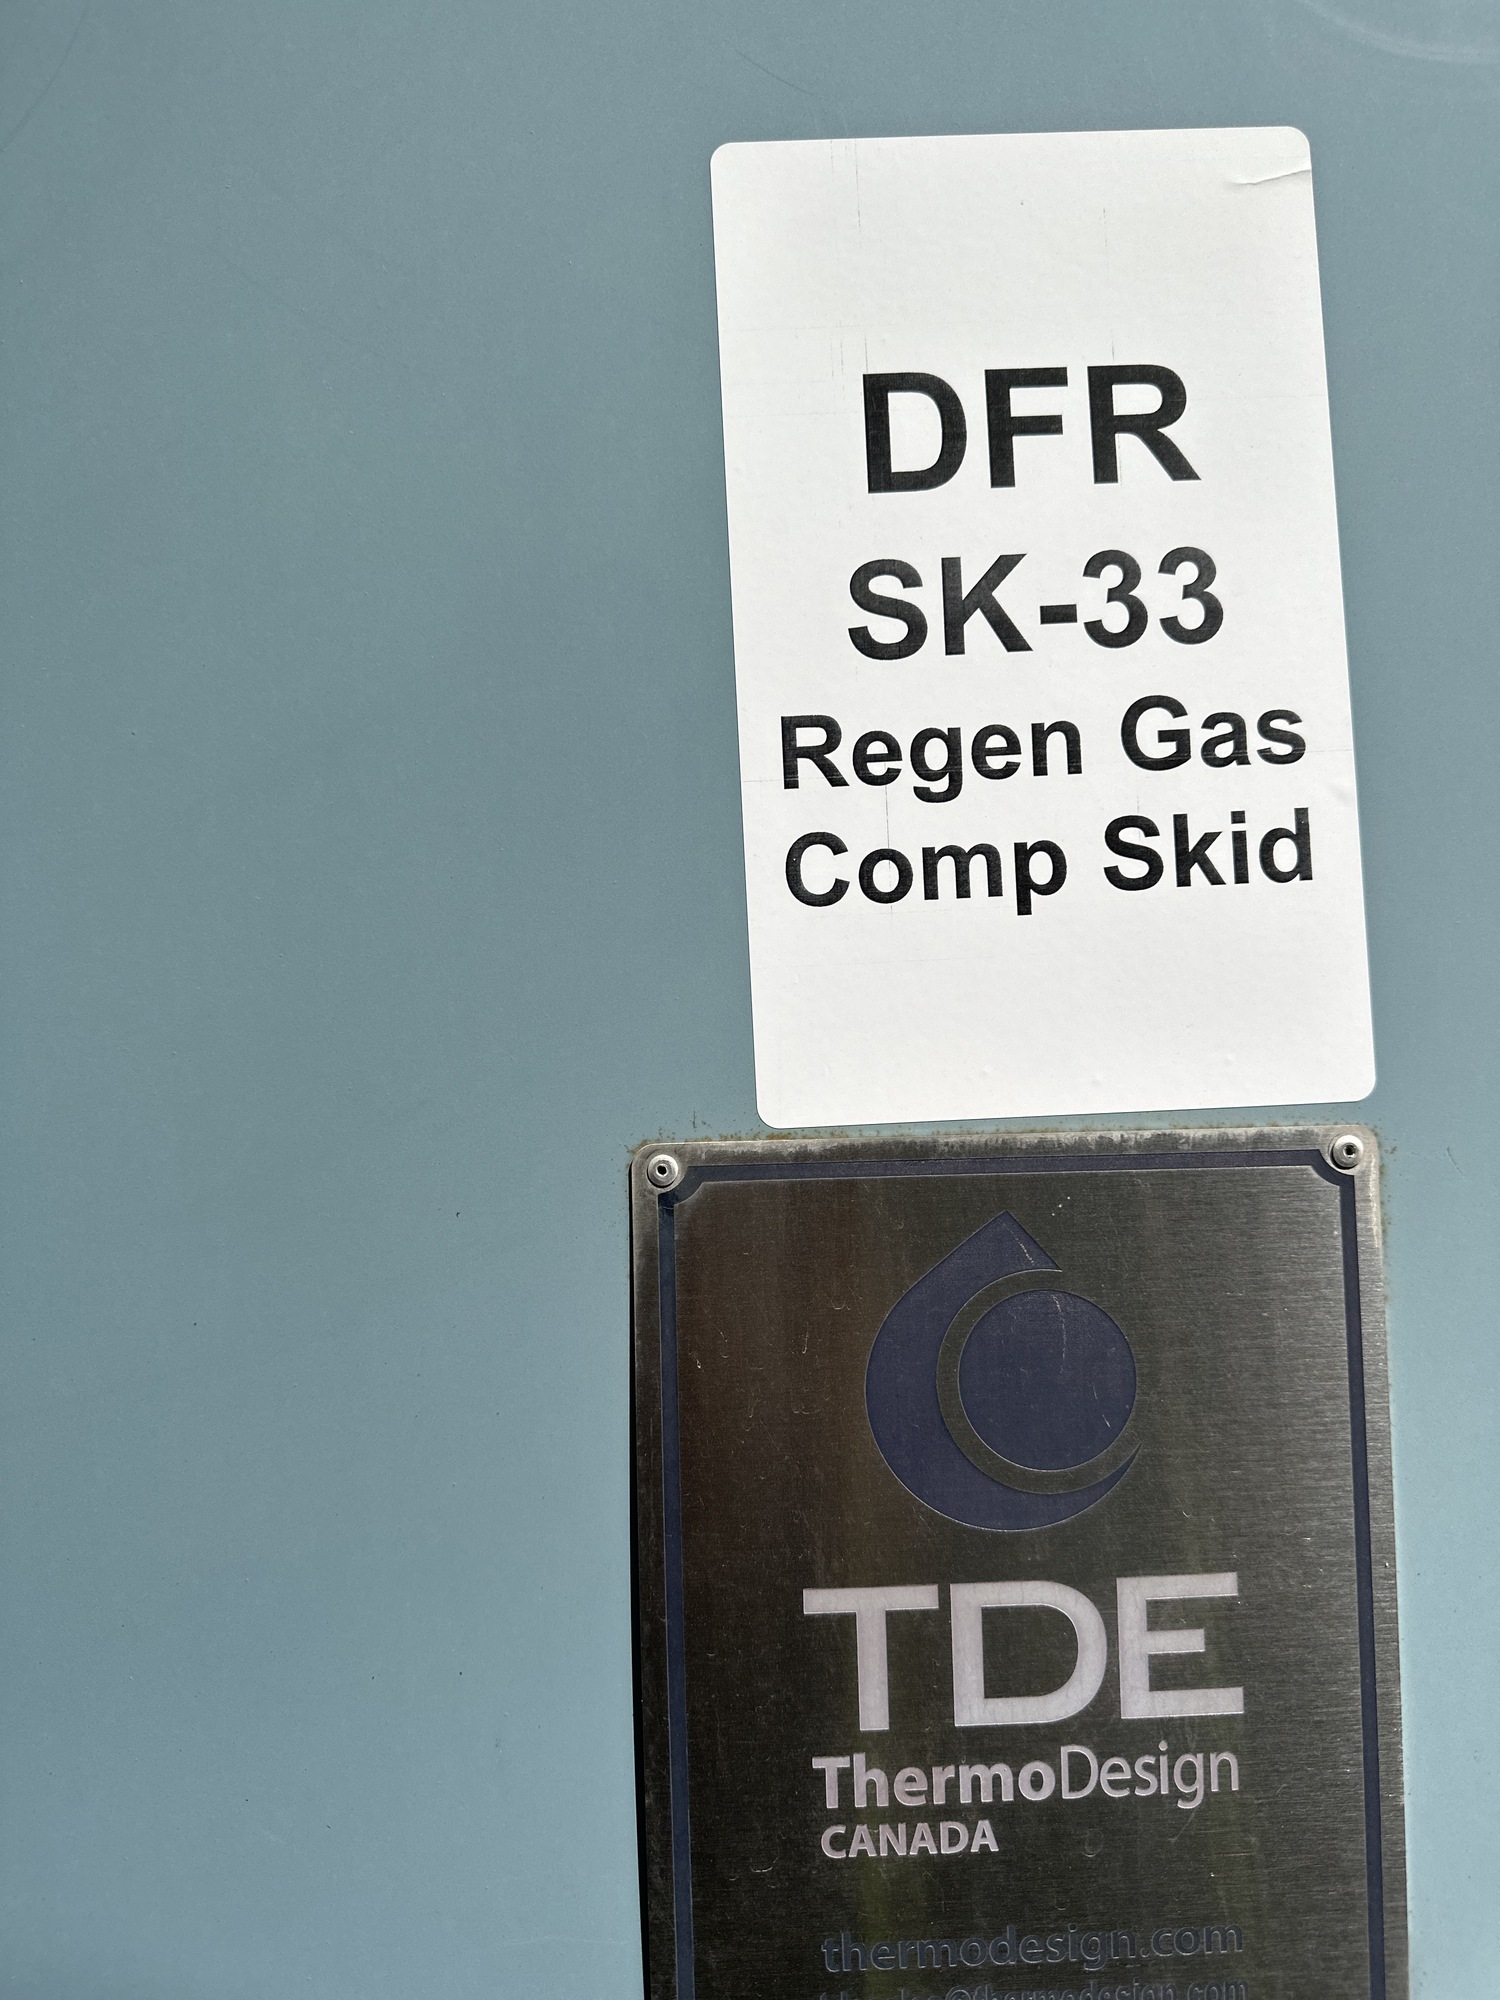 DFR
SK-33
Regen Gas
Comp Skid
TDE
ThermoDesign
CANADA
thermodesign.com